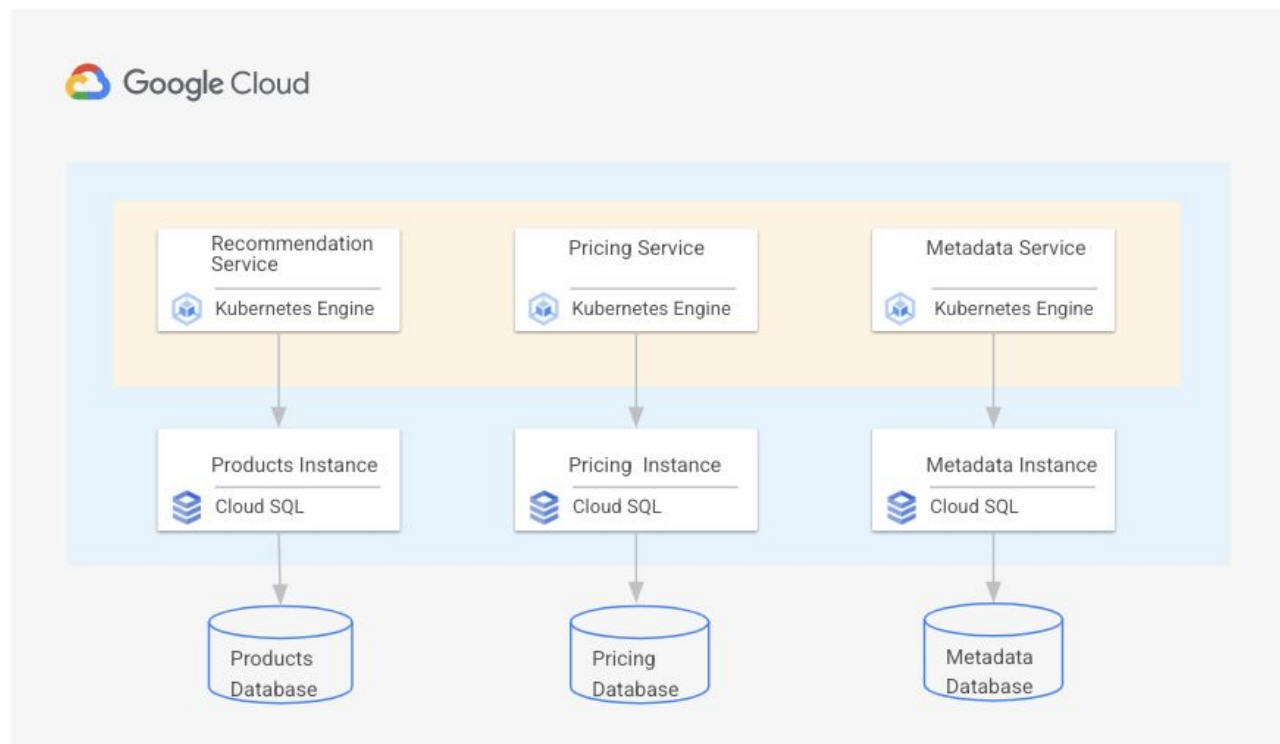 Google Cloud
Recommendation
Service
Kubernetes Engine
Pricing Service
Kubernetes Engine
Metadata Service
Kubernetes Engine
Products Instance
Cloud SQL
Pricing Instance
Cloud SQL
Metadata Instance
Cloud SQL
Products
Database
Pricing
Database
Metadata
Database